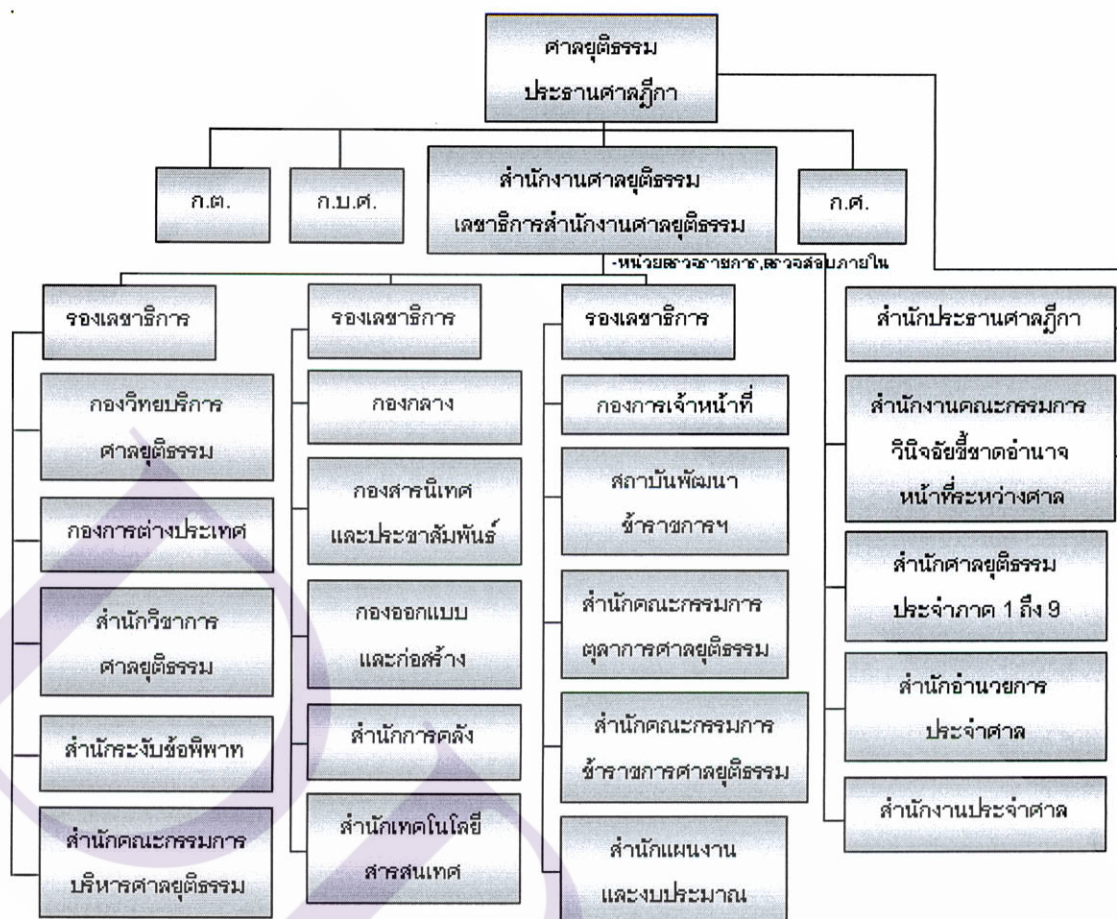 ศาลยุติธรรม
ประธานศาลฎีกา
ก.ต.
ก.บ.ศ.
สำนักงานศาลยุติธรรม
เลขาธิการสำนักงานศาลยุติธรรม
ก.ศ.
-หน่วยตรวจราชการ,ตรวจสอบภายใน
รองเลขาธิการ
กองวิทยบริการ
ศาลยุติธรรม
กองการต่างประเทศ
สำนักวิชาการ
ศาลยุติธรรม
สำนักระงับข้อพิพาท
สำนักคณะกรรมการ
บริหารศาลยุติธรรม
รองเลขาธิการ
กองกลาง
กองสารนิเทศ
และประชาสัมพันธ์
กองออกแบบ
และก่อสร้าง
สำนักการคลัง
สำนักเทคโนโลยี
สารสนเทศ
รองเลขาธิการ
กองการเจ้าหน้าที่
สถาบันพัฒนา
ข้าราชการฯ
สำนักคณะกรรมการ
ตุลาการศาลยุติธรรม
สำนักคณะกรรมการ
ข้าราชการศาลยุติธรรม
สำนักแผนงาน
และงบประมาณ
สำนักประธานศาลฎีกา
สำนักงานคณะกรรมการ
วินิจฉัยชี้ขาดอำนาจ
หน้าที่ระหว่างศาล
สำนักศาลยุติธรรม
ประจำภาค 1 ถึง 9
สำนักอำนวยการ
ประจำศาล
สำนักงานประจำศาล